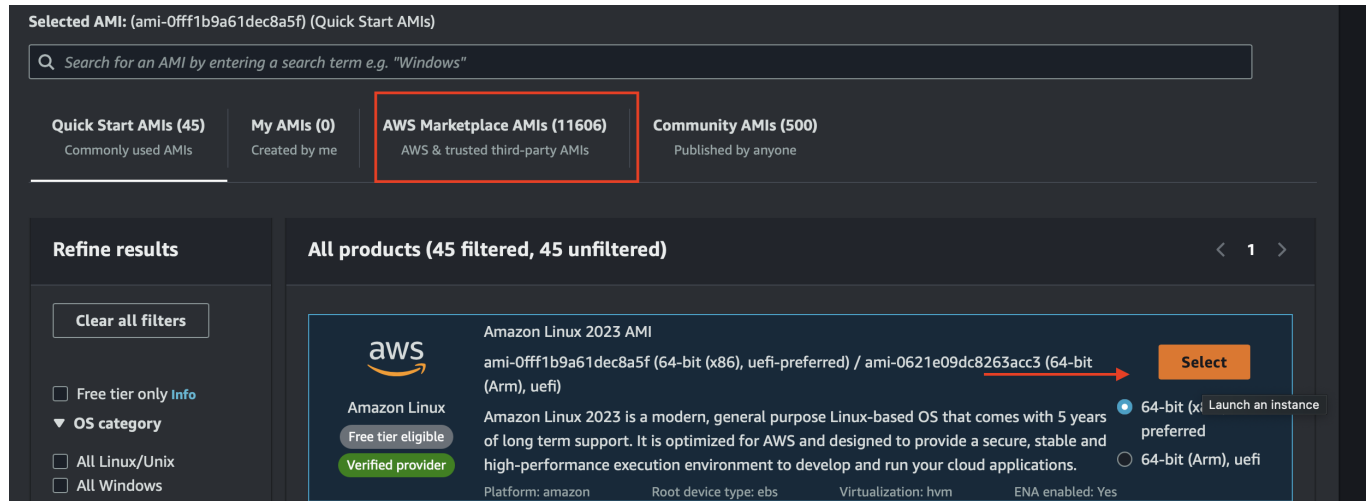 Selected AMI: (ami-0fff1b9a61dec8a5f) (Quick Start AMIs)
Search for an AMI by entering a search term e.g. "Windows"
Quick Start AMIs (45)
Commonly used AMIs
My AMIs (0)
Created by me
AWS Marketplace AMIs (11606)
AWS & trusted third-party AMIs
Community AMIs (500)
Published by anyone
Refine results
Clear all filters
Free tier only Info
OS category
All Linux/Unix
All Windows
All products (45 filtered, 45 unfiltered)
1
aws
Amazon Linux
Free tier eligible
Verified provider
Amazon Linux 2023 AMI
ami-0fff1b9a61dec8a5f (64-bit (x86), uefi-preferred) / ami-0621e09dc8263acc3 (64-bit
(Arm), uefi)
Amazon Linux 2023 is a modern, general purpose Linux-based OS that comes with 5 years
of long term support. It is optimized for AWS and designed to provide a secure, stable and
high-performance execution environment to develop and run your cloud applications.
Platform: amazon
Root device type: ebs
Virtualization: hvm
ENA enabled: Yes
Select
64-bit
Launch an instance
preferred
64-bit (Arm), uefi